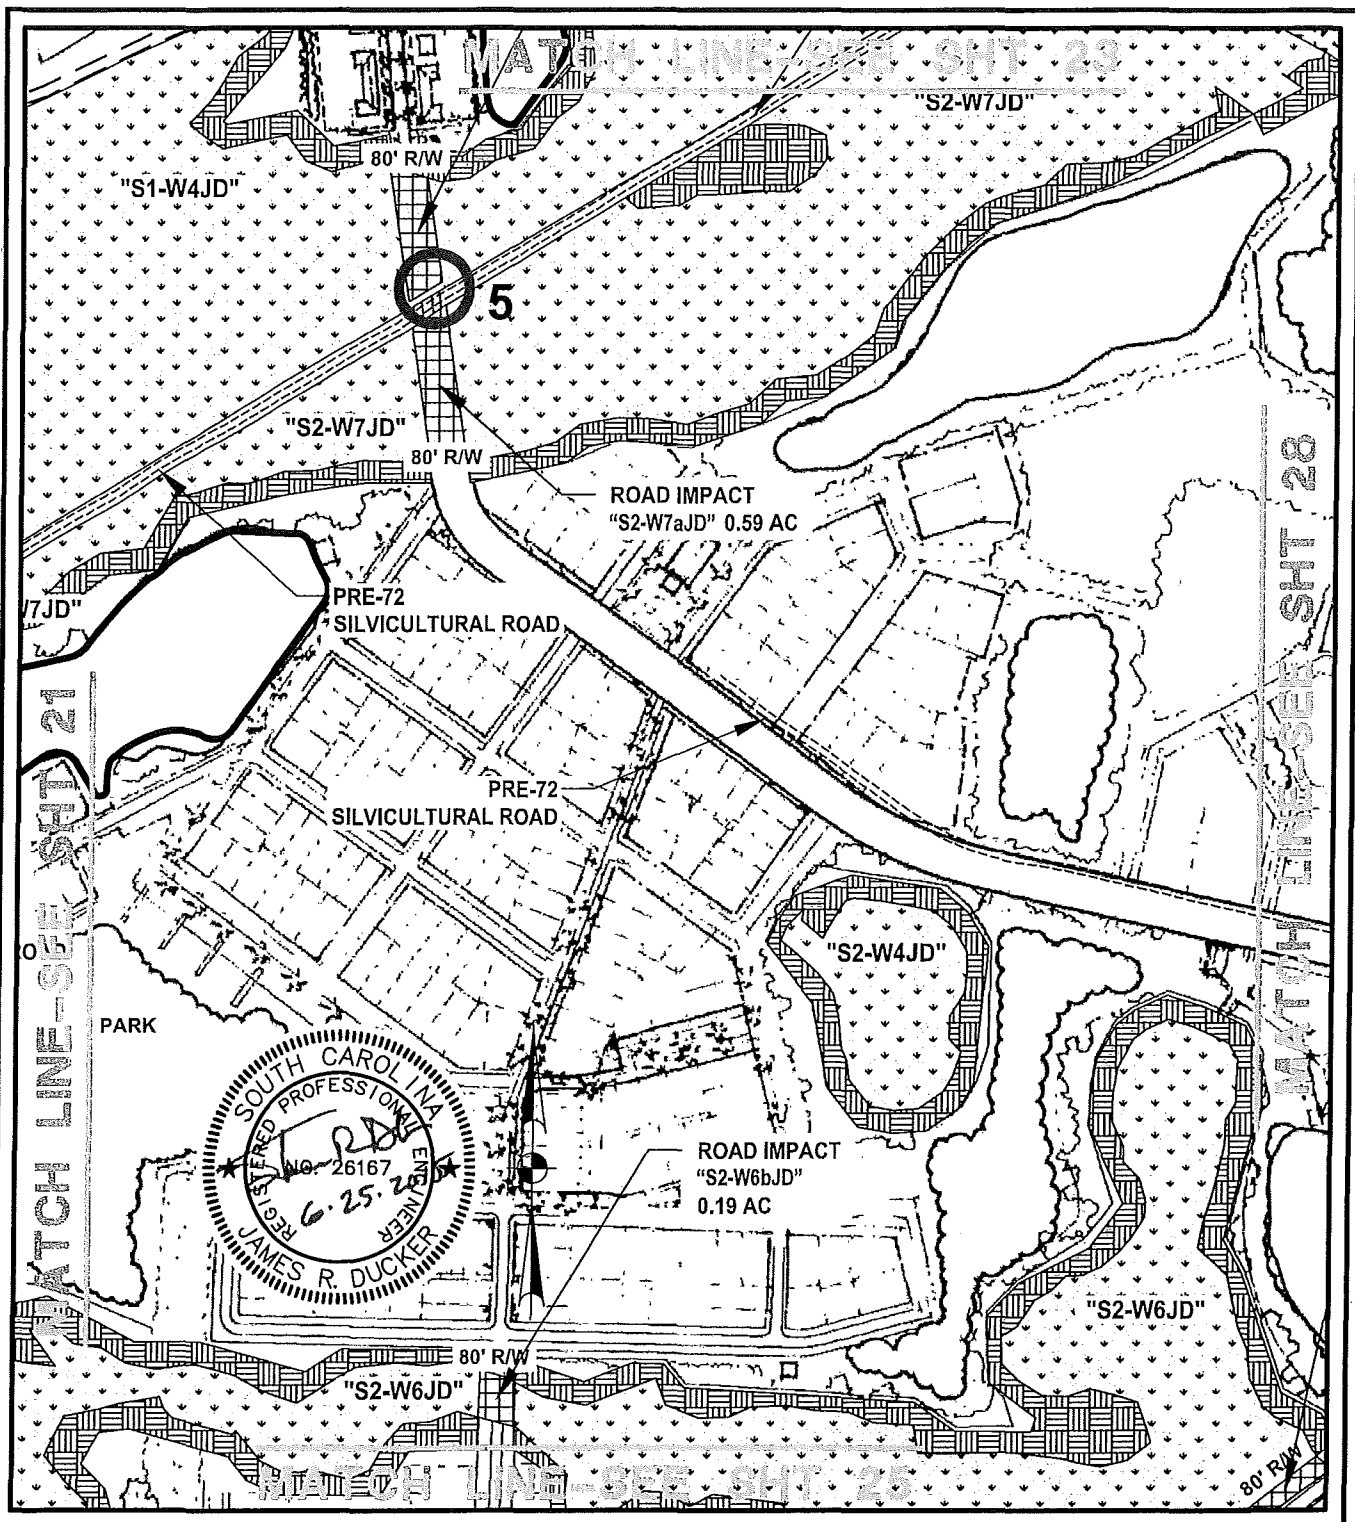 MATCH LINE-SEE SHT 23
"S2-W7JD"
80' R/W
"S1-W4JD"
5
"S2-W7JD"
80' R/W
ROAD IMPACT
"S2-W7aJD" 0.59 AC
MATCH LINE-SEE SHT 28
PRE-72
SILVICULTURAL ROAD
W7JD"
MATCH LINE-SEE SHT 21
PRE-72
SILVICULTURAL ROAD
"S2-W4JD"
PARK
SOUTH CAROLINA
REGISTERED PROFESSIONAL ENGINEER
NO. 26167
JAMES R. DUCKER
ROAD IMPACT
"S2-W6bJD"
0.19 AC
"S2-W6JD"
80' R/W
"S2-W6JD"
MATCH LINE-SEE SHT 25
80' R/W